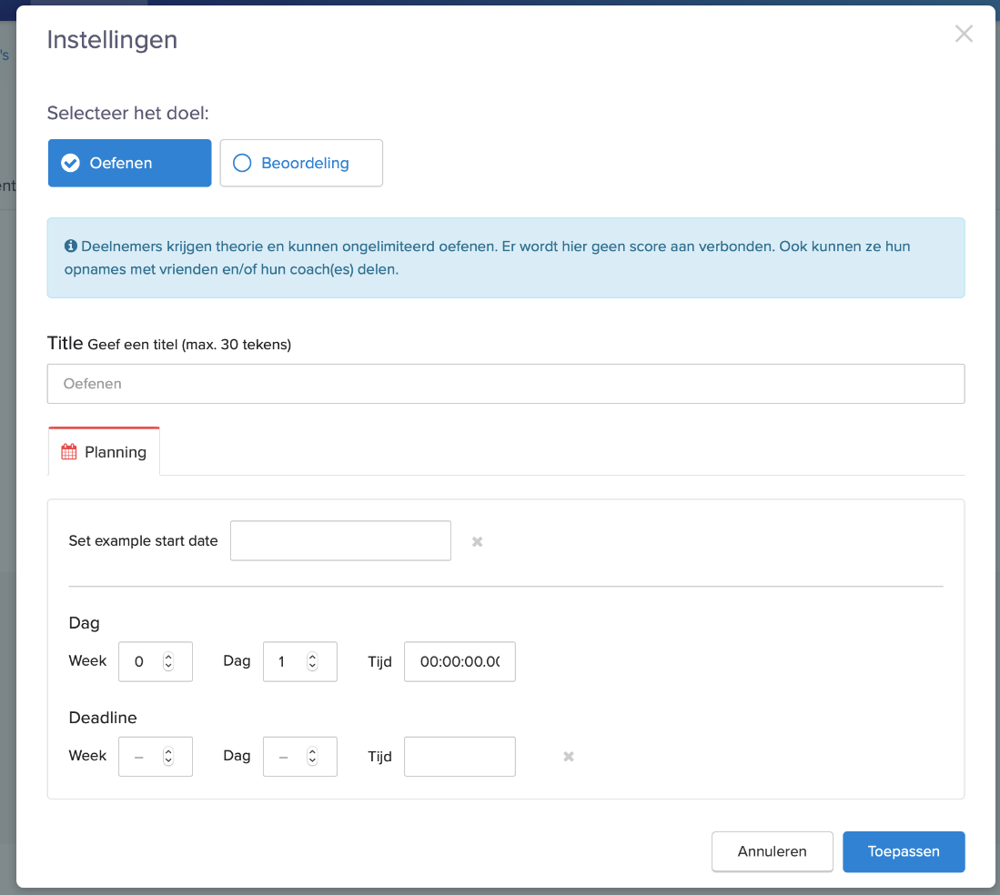 Instellingen
's
Selecteer het doel:
Oefenen Beoordeling
ent
Deelnemers krijgen theorie en kunnen ongelimiteerd oefenen. Er wordt hier geen score aan verbonden. Ook kunnen ze hun
opnames met vrienden en/of hun coach(es) delen.
Title Geef een titel (max. 30 tekens)
Oefenen
Planning
Set example start date
Dag
Week 0 Dag 1 Tijd 00:00:00.00
Deadline
Week – Dag – Tijd
Annuleren Toepassen